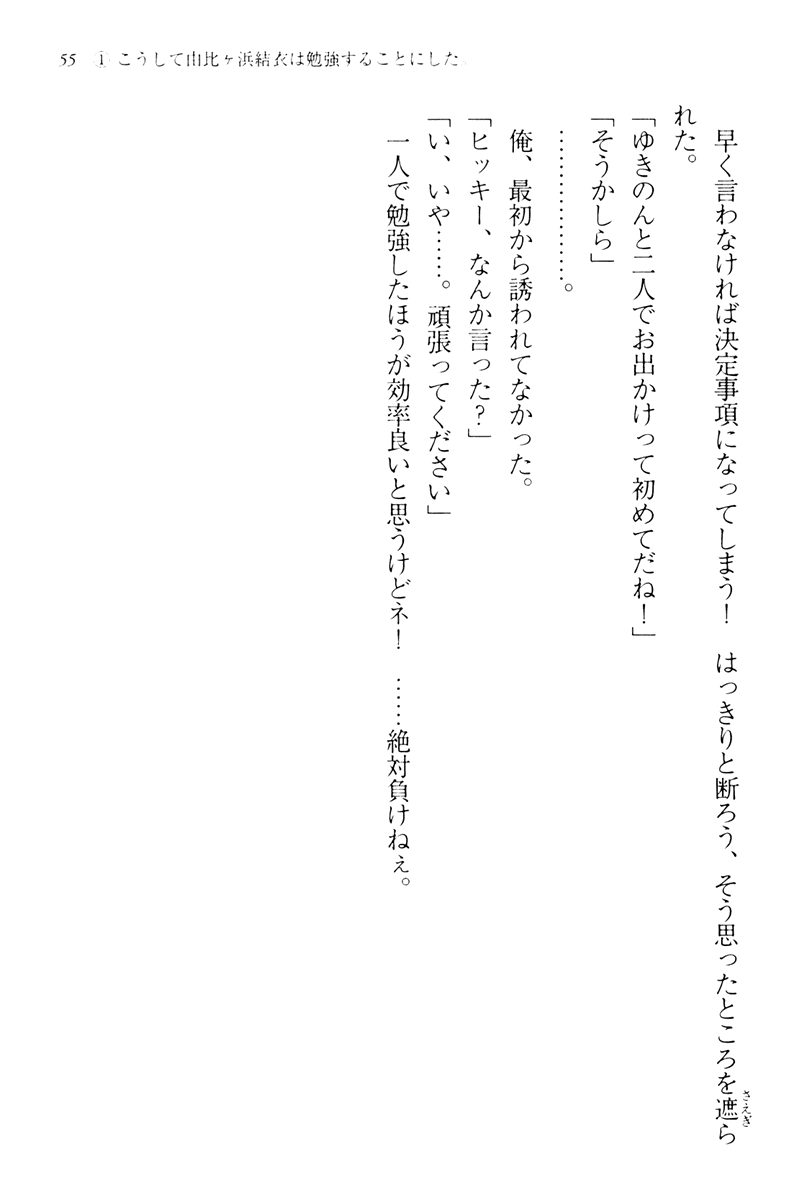 55　①こうして由比ヶ浜結衣は勉強することにした。
　早く言わなければ決定事項になってしまう！　はっきりと断ろう、そう思ったところを遮ら
さえぎ
れた。
「ゆきのんと二人でお出かけって初めてだね！」
「そうかしら」
　………………。
　俺、最初から誘われてなかった。
「ヒッキー、なんか言った？」
「い、いや……。頑張ってください」
　一人で勉強したほうが効率良いと思うけどネ！　……絶対負けねぇ。